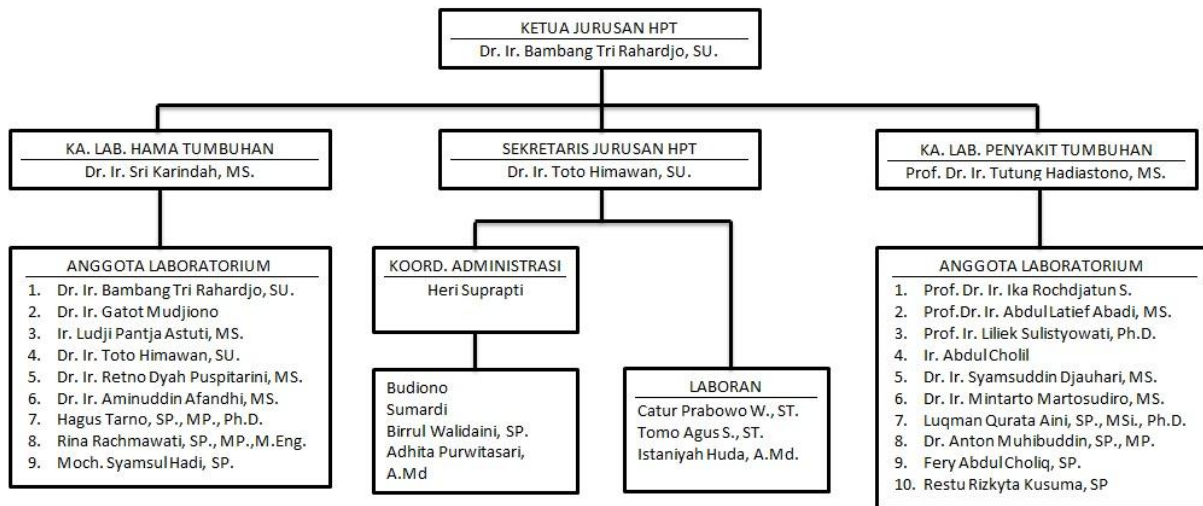 KETUA JURUSAN HPT
Dr. Ir. Bambang Tri Rahardjo, SU.
KA. LAB. HAMA TUMBUHAN
Dr. Ir. Sri Karindah, MS.
SEKRETARIS JURUSAN HPT
Dr. Ir. Toto Himawan, SU.
KA. LAB. PENYAKIT TUMBUHAN
Prof. Dr. Ir. Tutung Hadiastono, MS.
ANGGOTA LABORATORIUM
1. Dr. Ir. Bambang Tri Rahardjo, SU.
2. Dr. Ir. Gatot Mudjiono
3. Ir. Ludji Pantja Astuti, MS.
4. Dr. Ir. Toto Himawan, SU.
5. Dr. Ir. Retno Dyah Puspitarini, MS.
6. Dr. Ir. Aminuddin Afandhi, MS.
7. Hagus Tarno, SP., MP., Ph.D.
8. Rina Rachmawati, SP., MP.,M.Eng.
9. Moch. Syamsul Hadi, SP.
KOORD. ADMINISTRASI
Heri Suprapti
Budiono
Sumardi
Birrul Walidaini, SP.
Adhita Purwitasari,
A.Md
LABORAN
Catur Prabowo W., ST.
Tomo Agus S., ST.
Istaniyah Huda, A.Md.
ANGGOTA LABORATORIUM
1. Prof. Dr. Ir. Ika Rochdjatun S.
2. Prof.Dr. Ir. Abdul Latief Abadi, MS.
3. Prof. Ir. Liliek Sulistyowati, Ph.D.
4. Ir. Abdul Cholil
5. Dr. Ir. Syamsuddin Djauhari, MS.
6. Dr. Ir. Mintarto Martosudiro, MS.
7. Luqman Qurata Aini, SP., MSi., Ph.D.
8. Dr. Anton Muhibuddin, SP., MP.
9. Fery Abdul Choliq, SP.
10. Restu Rizkyta Kusuma, SP